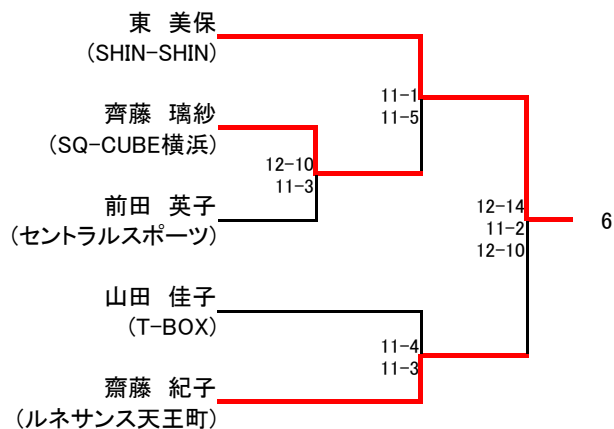 東　美保
(SHIN-SHIN)
11-1
11-5
齊藤　璃紗
(SQ-CUBE横浜)
12-10
11-3
前田　英子
(セントラルスポーツ)
12-14
11-2
12-10
6
山田　佳子
(T-BOX)
11-4
11-3
齋藤　紀子
(ルネサンス天王町)